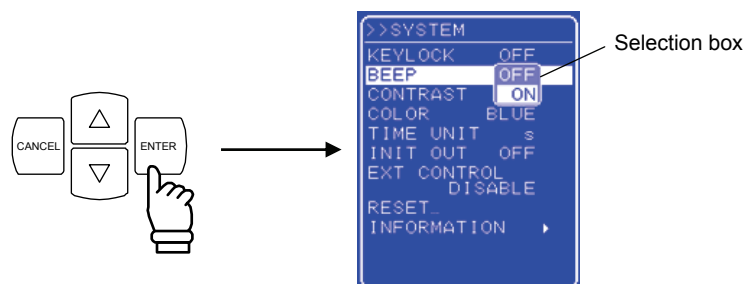 CANCEL
ENTER
>>SYSTEM
KEYLOCK OFF
BEEP OFF
CONTRAST ON
COLOR BLUE
TIME UNIT s
INIT OUT OFF
EXT CONTROL
DISABLE
RESET_
INFORMATION
Selection box